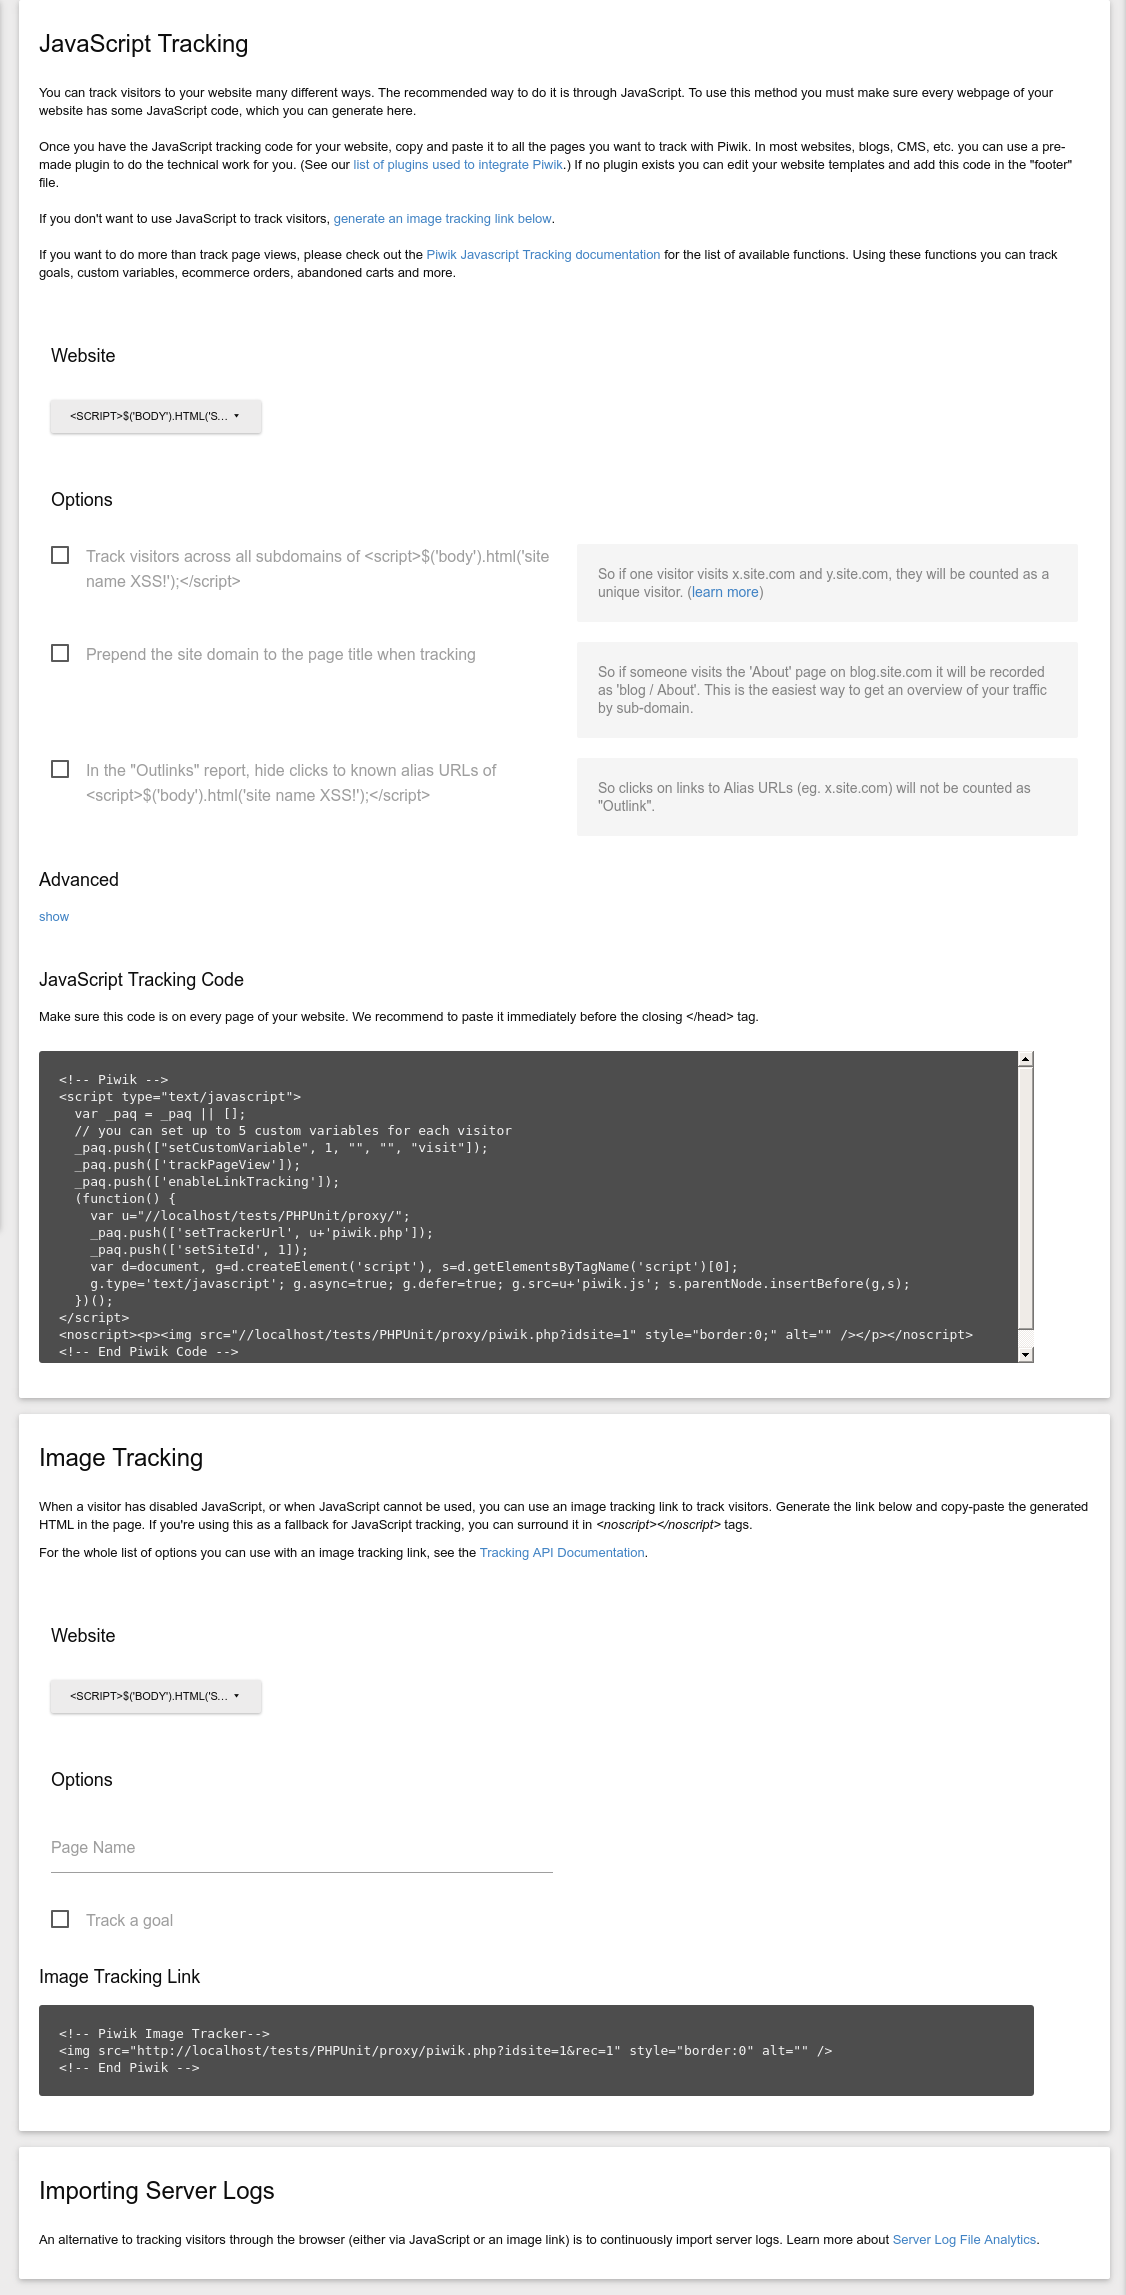 JavaScript Tracking
You can track visitors to your website many different ways. The recommended way to do it is through JavaScript. To use this method you must make sure every webpage of your
website has some JavaScript code, which you can generate here.
Once you have the JavaScript tracking code for your website, copy and paste it to all the pages you want to track with Piwik. In most websites, blogs, CMS, etc. you can use a pre-
made plugin to do the technical work for you. (See our list of plugins used to integrate Piwik.) If no plugin exists you can edit your website templates and add this code in the "footer"
file.
If you don't want to use JavaScript to track visitors, generate an image tracking link below.
If you want to do more than track page views, please check out the Piwik Javascript Tracking documentation for the list of available functions. Using these functions you can track
goals, custom variables, ecommerce orders, abandoned carts and more.
Website
<SCRIPT>$('BODY').HTML('S...
Options
Track visitors across all subdomains of <script>$('body').html('site
name XSS!');</script>
So if one visitor visits x.site.com and y.site.com, they will be counted as a
unique visitor. (learn more)
Prepend the site domain to the page title when tracking
So if someone visits the 'About' page on blog.site.com it will be recorded
as 'blog / About'. This is the easiest way to get an overview of your traffic
by sub-domain.
In the "Outlinks" report, hide clicks to known alias URLs of
<script>$('body').html('site name XSS!');</script>
So clicks on links to Alias URLs (eg. x.site.com) will not be counted as
"Outlink".
Advanced
show
JavaScript Tracking Code
Make sure this code is on every page of your website. We recommend to paste it immediately before the closing </head> tag.
<!-- Piwik -->
<script type="text/javascript">
  var _paq = _paq || [];
  // you can set up to 5 custom variables for each visitor
  _paq.push(["setCustomVariable", 1, "", "", "visit"]);
  _paq.push(['trackPageView']);
  _paq.push(['enableLinkTracking']);
  (function() {
    var u="//localhost/tests/PHPUnit/proxy/";
    _paq.push(['setTrackerUrl', u+'piwik.php']);
    _paq.push(['setSiteId', 1]);
    var d=document, g=d.createElement('script'), s=d.getElementsByTagName('script')[0];
    g.type='text/javascript'; g.async=true; g.defer=true; g.src=u+'piwik.js'; s.parentNode.insertBefore(g,s);
  })();
</script>
<noscript><p><img src="//localhost/tests/PHPUnit/proxy/piwik.php?idsite=1" style="border:0;" alt="" /></p></noscript>
<!-- End Piwik Code -->
Image Tracking
When a visitor has disabled JavaScript, or when JavaScript cannot be used, you can use an image tracking link to track visitors. Generate the link below and copy-paste the generated
HTML in the page. If you're using this as a fallback for JavaScript tracking, you can surround it in <noscript></noscript> tags.
For the whole list of options you can use with an image tracking link, see the Tracking API Documentation.
Website
<SCRIPT>$('BODY').HTML('S...
Options
Page Name
Track a goal
Image Tracking Link
<!-- Piwik Image Tracker-->
<img src="http://localhost/tests/PHPUnit/proxy/piwik.php?idsite=1&rec=1" style="border:0" alt="" />
<!-- End Piwik -->
Importing Server Logs
An alternative to tracking visitors through the browser (either via JavaScript or an image link) is to continuously import server logs. Learn more about Server Log File Analytics.